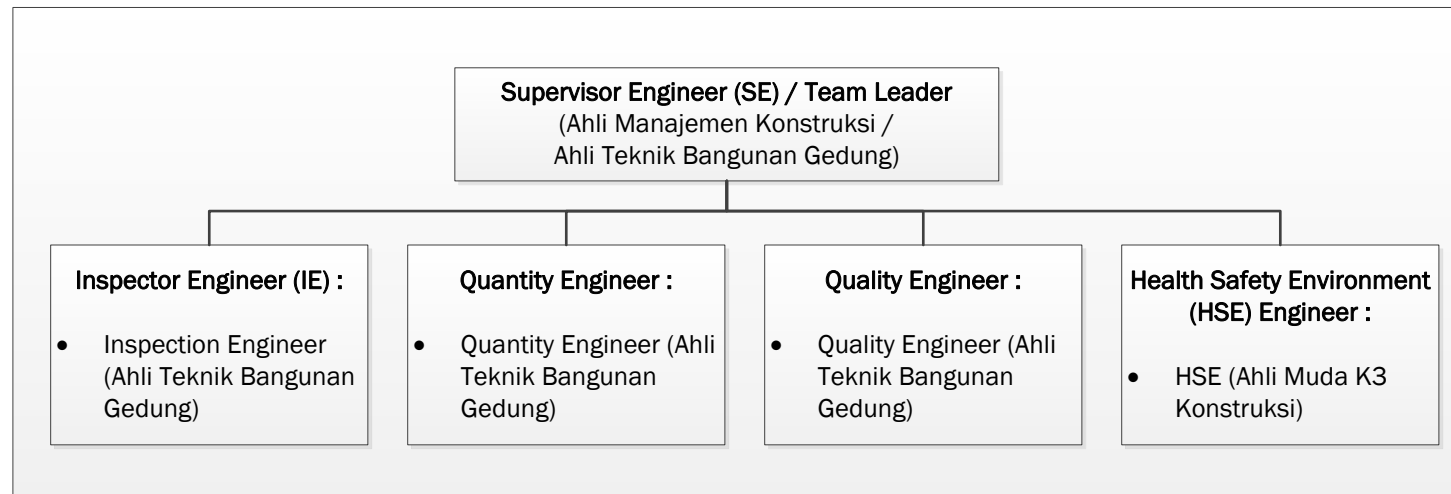 Supervisor Engineer (SE) / Team Leader
(Ahli Manajemen Konstruksi /
Ahli Teknik Bangunan Gedung)
Inspector Engineer (IE) :
• Inspection Engineer
(Ahli Teknik Bangunan
Gedung)
Quantity Engineer :
• Quantity Engineer (Ahli
Teknik Bangunan
Gedung)
Quality Engineer :
• Quality Engineer (Ahli
Teknik Bangunan
Gedung)
Health Safety Environment
(HSE) Engineer :
• HSE (Ahli Muda K3
Konstruksi)